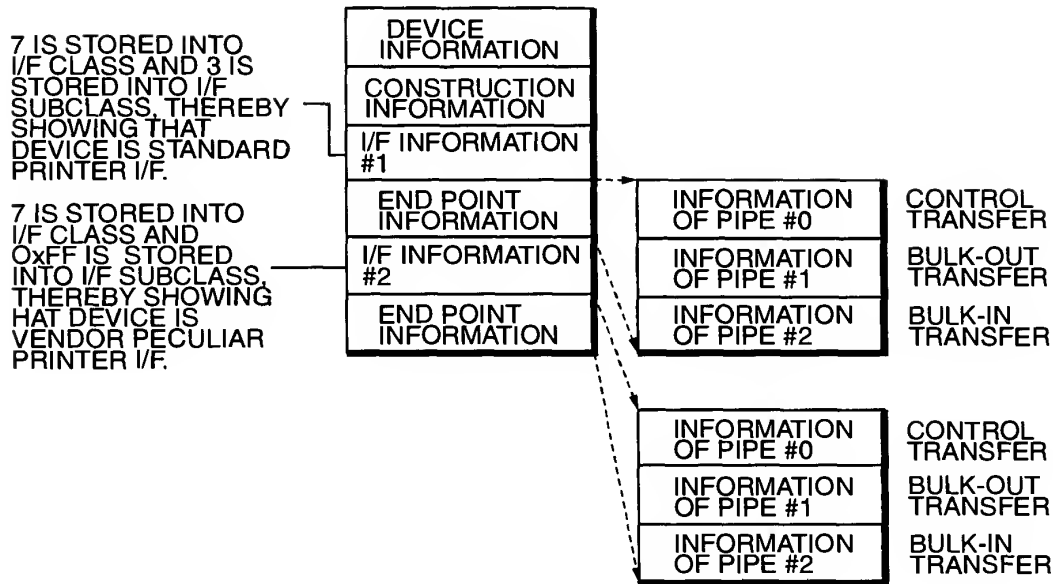 7 IS STORED INTO
I/F CLASS AND 3 IS
STORED INTO I/F
SUBCLASS, THEREBY
SHOWING THAT
DEVICE IS STANDARD
PRINTER I/F.
7 IS STORED INTO
I/F CLASS AND
OxFF IS STORED
INTO I/F SUBCLASS,
THEREBY SHOWING
HAT DEVICE IS
VENDOR PECULIAR
PRINTER I/F.
DEVICE
INFORMATION
CONSTRUCTION
INFORMATION
I/F INFORMATION
#1
END POINT
INFORMATION
I/F INFORMATION
#2
END POINT
INFORMATION
INFORMATION
OF PIPE #0
CONTROL
TRANSFER
INFORMATION
OF PIPE #1
BULK-OUT
TRANSFER
INFORMATION
OF PIPE #2
BULK-IN
TRANSFER
INFORMATION
OF PIPE #0
CONTROL
TRANSFER
INFORMATION
OF PIPE #1
BULK-OUT
TRANSFER
INFORMATION
OF PIPE #2
BULK-IN
TRANSFER